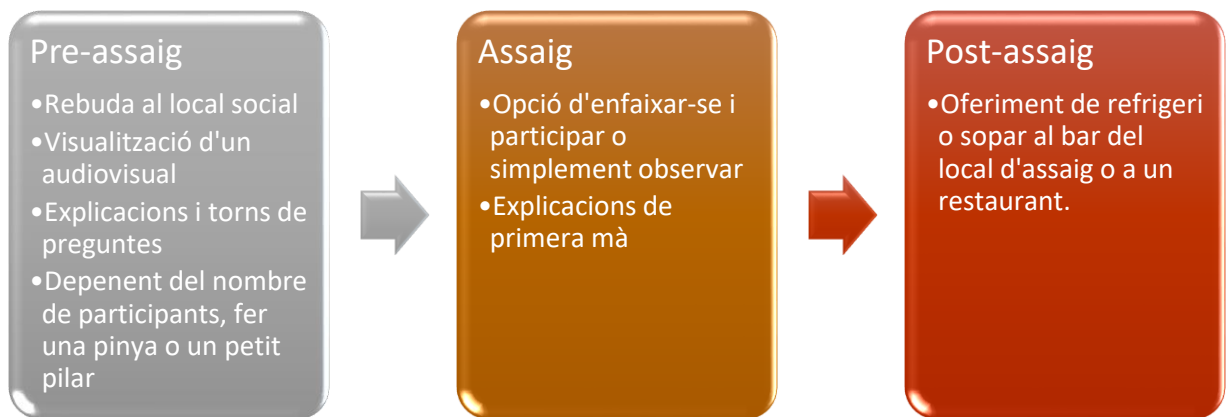 Pre-assaig
•Rebuda al local social
•Visualització d'un
audiovisual
•Explicacions i torns de
preguntes
•Depenent del nombre
de participants, fer
una pinya o un petit
pilar
Assaig
•Opció d'enfaixar-se i
participar o
simplement observar
•Explicacions de
primera mà
Post-assaig
•Oferiment de refrigeri
o sopar al bar del
local d'assaig o a un
restaurant.